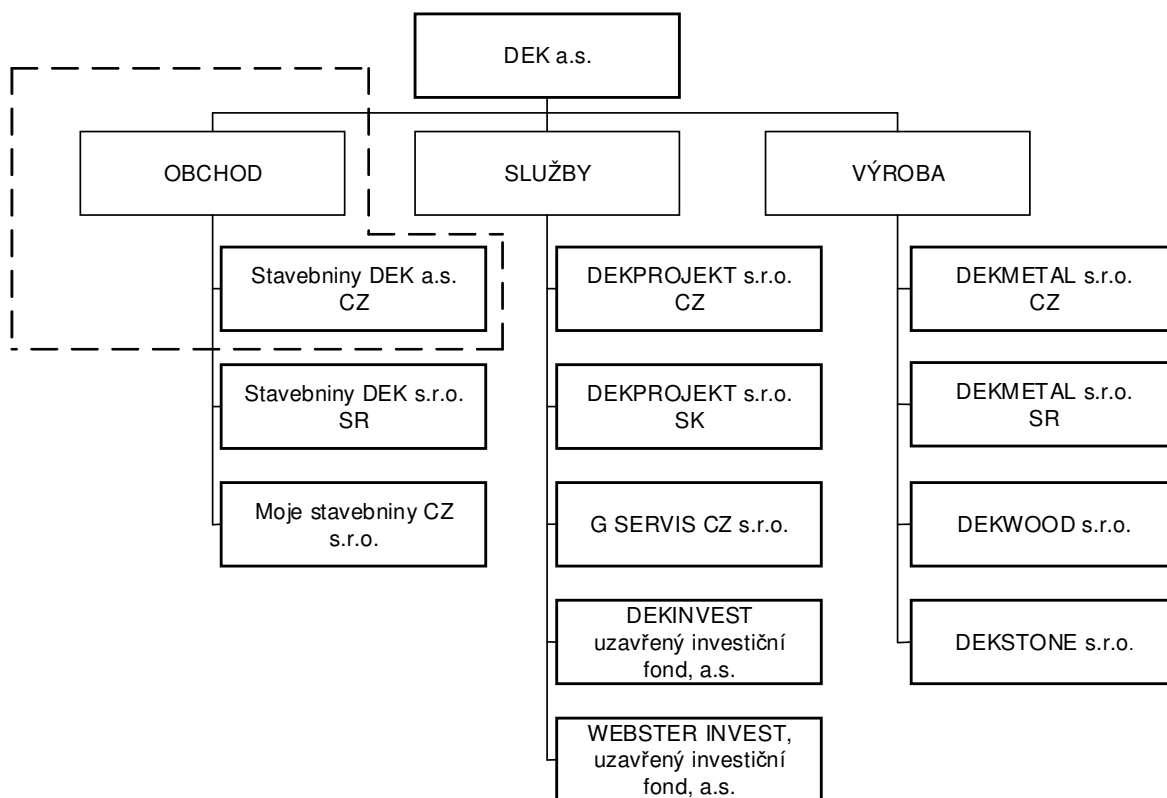 DEK a.s.
OBCHOD
SLUŽBY
VÝROBA
Stavebniny DEK a.s.
CZ
Stavebniny DEK s.r.o.
SR
Moje stavebniny CZ
s.r.o.
DEKPROJEKT s.r.o.
CZ
DEKPROJEKT s.r.o.
SK
G SERVIS CZ s.r.o.
DEKINVEST
uzavřený investiční
fond, a.s.
WEBSTER INVEST,
uzavřený investiční
fond, a.s.
DEKMETAL s.r.o.
CZ
DEKMETAL s.r.o.
SR
DEKWOOD s.r.o.
DEKSTONE s.r.o.